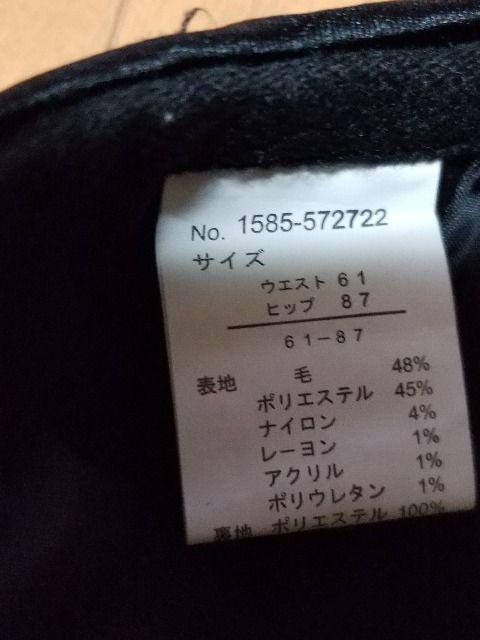 No. 1585-572722
サイズ
ウエスト 61
ヒップ 87
61-87
表地 毛 48%
ポリエステル 45%
ナイロン 4%
レーヨン 1%
アクリル 1%
ポリウレタン 1%
裏地 ポリエステル 100%